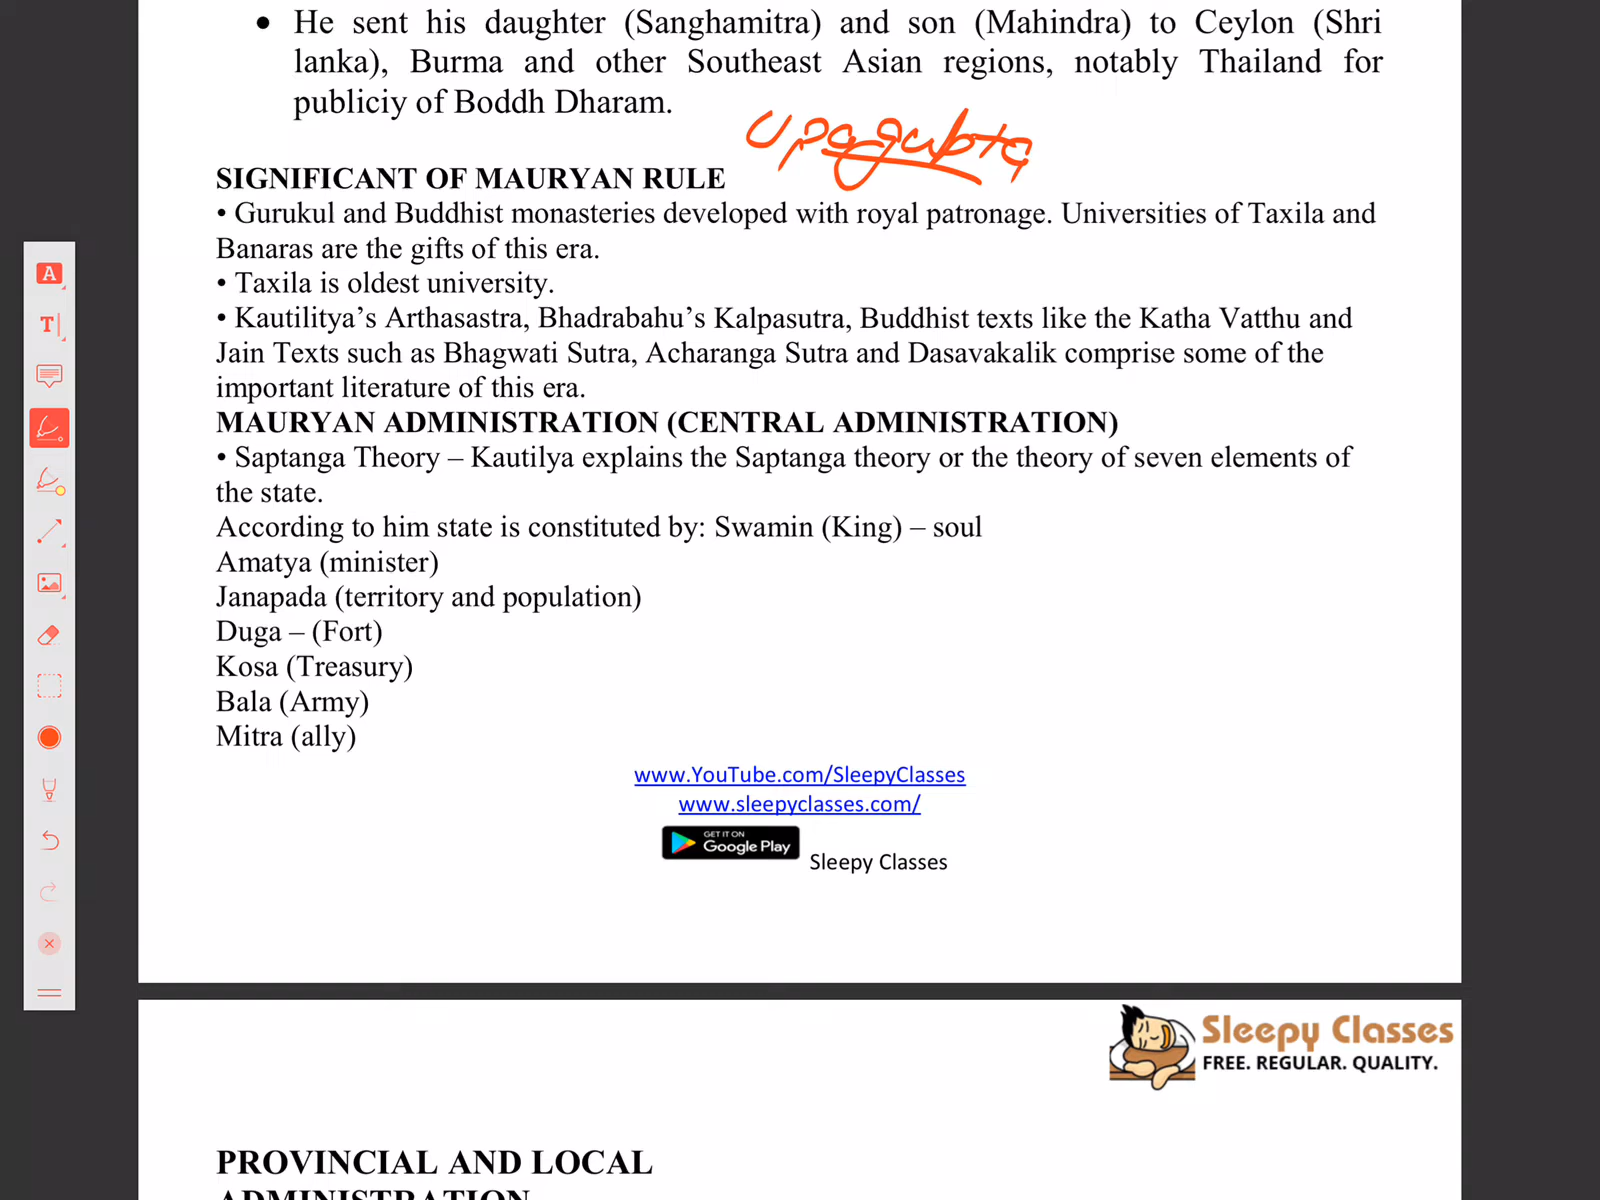 • He sent his daughter (Sanghamitra) and son (Mahindra) to Ceylon (Shri
lanka), Burma and other Southeast Asian regions, notably Thailand for
publiciy of Boddh Dharam.
Upagupta
SIGNIFICANT OF MAURYAN RULE
• Gurukul and Buddhist monasteries developed with royal patronage. Universities of Taxila and
Banaras are the gifts of this era.
• Taxila is oldest university.
• Kautilitya’s Arthasastra, Bhadrabahu’s Kalpasutra, Buddhist texts like the Katha Vatthu and
Jain Texts such as Bhagwati Sutra, Acharanga Sutra and Dasavakalik comprise some of the
important literature of this era.
MAURYAN ADMINISTRATION (CENTRAL ADMINISTRATION)
• Saptanga Theory – Kautilya explains the Saptanga theory or the theory of seven elements of
the state.
According to him state is constituted by: Swamin (King) – soul
Amatya (minister)
Janapada (territory and population)
Duga – (Fort)
Kosa (Treasury)
Bala (Army)
Mitra (ally)
www.YouTube.com/SleepyClasses
www.sleepyclasses.com/
GET IT ON
Google Play
Sleepy Classes
Sleepy Classes
FREE. REGULAR. QUALITY.
PROVINCIAL AND LOCAL
ADMINISTRATION
A
T